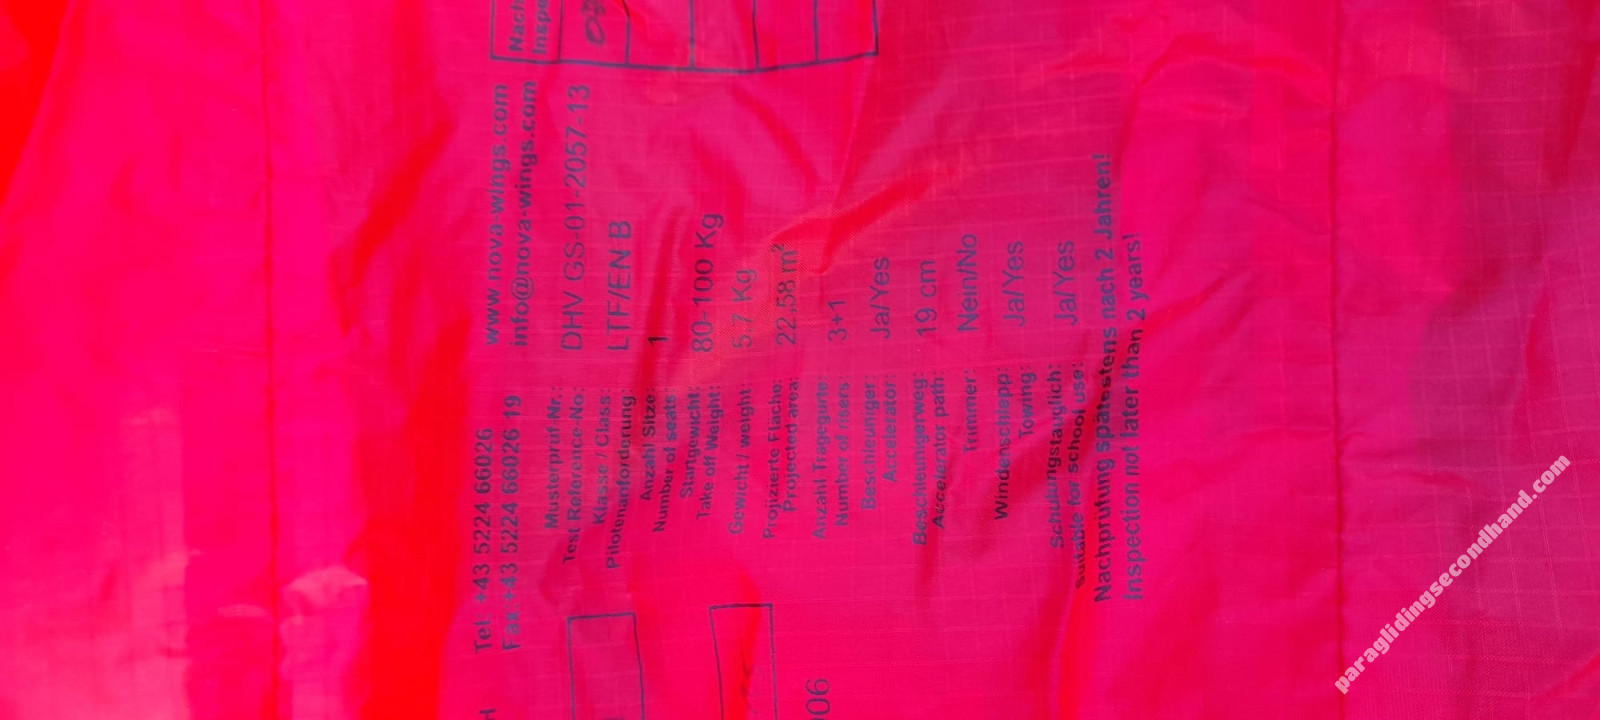 Tel. +43 5224 66026 www.nova-wings.com
Fax +43 5224 66026 19 info@nova-wings.com
Musterprüf-Nr.:
Test Reference-No: DHV GS-01-2057-13
Klasse / Class:
Pilotenanforderung: LTF/EN B
Anzahl Sitze:
Number of seats: 1
Startgewicht:
Take off Weight: 80-100 Kg
Gewicht / weight: 5.7 Kg
Projizierte Fläche:
Projected area: 22,58 m²
Anzahl Tragegurte:
Number of risers: 3+1
Beschleuniger:
Accelerator: Ja/Yes
Beschleunigerweg:
Accelerator path: 19 cm
Trimmer: Nein/No
Windenschlepp:
Towing: Ja/Yes
Schulungstauglich:
Suitable for school use: Ja/Yes
Nachprüfung spätestens nach 2 Jahren!
Inspection not later than 2 years!
paraglidingsecondhand.com